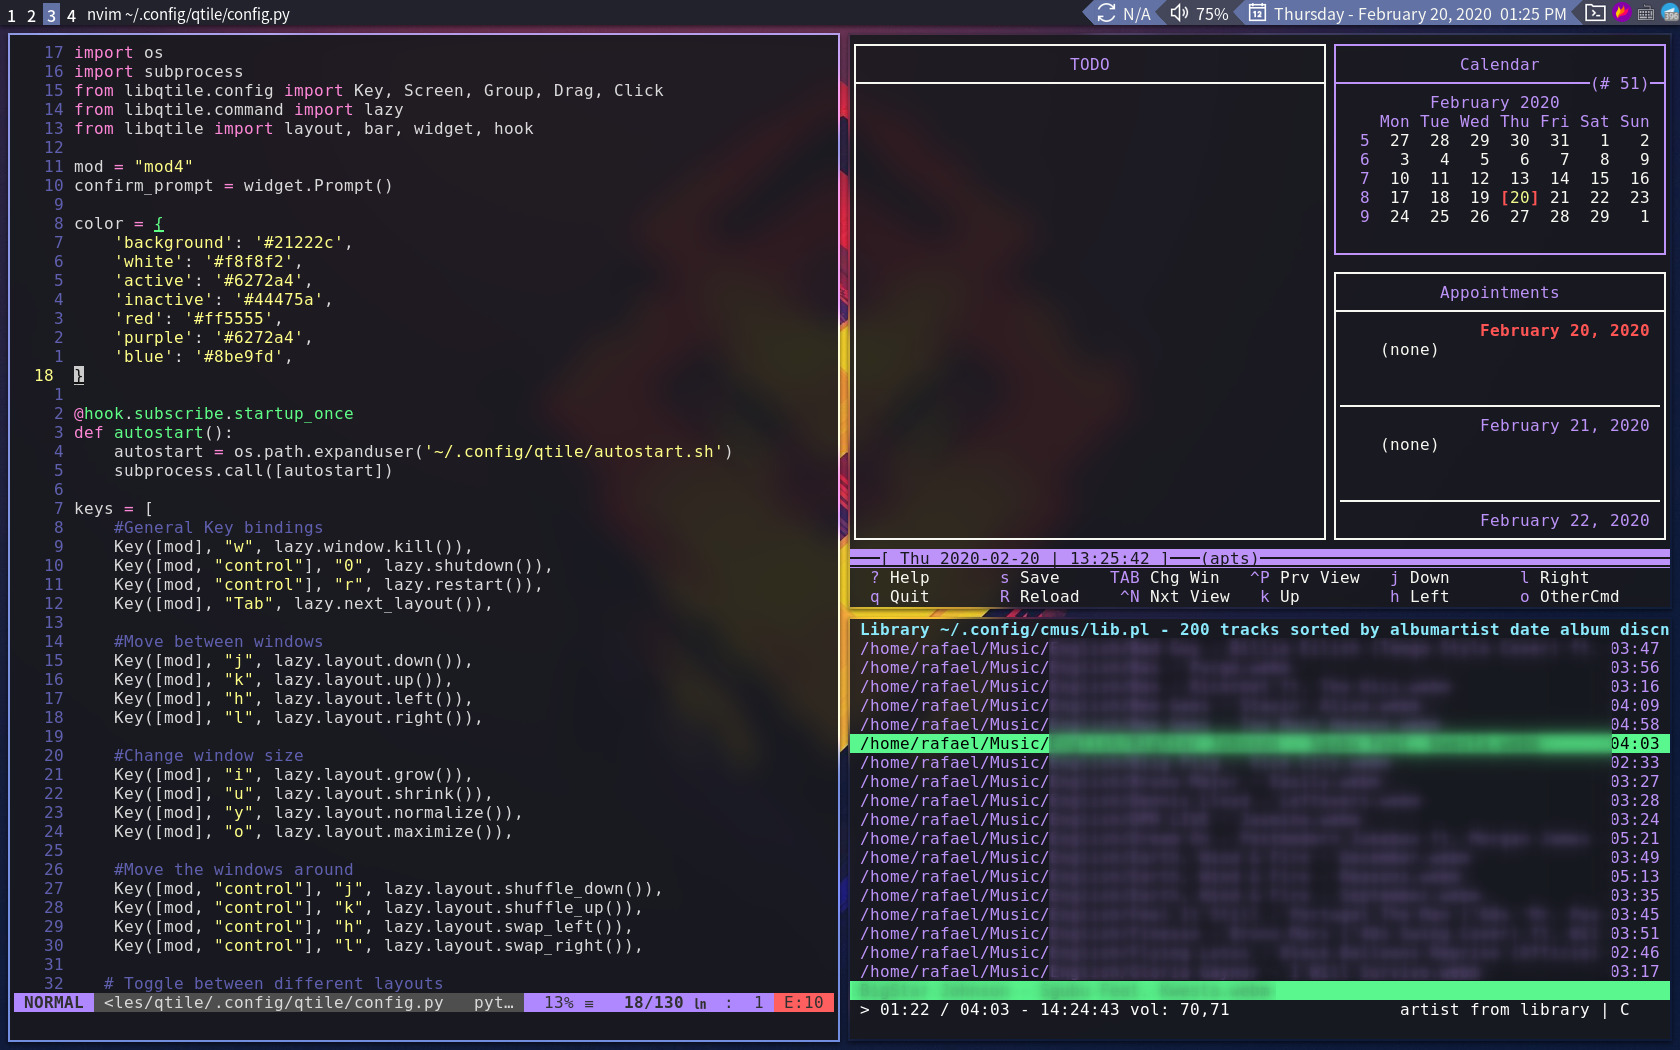 1 2 3 4 nvim ~/.config/qtile/config.py
N/A 75% Thursday - February 20, 2020 01:25 PM
17 import os
16 import subprocess
15 from libqtile.config import Key, Screen, Group, Drag, Click
14 from libqtile.command import lazy
13 from libqtile import layout, bar, widget, hook
12
11 mod = "mod4"
10 confirm_prompt = widget.Prompt()
9
8 color = {
7     'background': '#21222c',
6     'white': '#f8f8f2',
5     'active': '#6272a4',
4     'inactive': '#44475a',
3     'red': '#ff5555',
2     'purple': '#6272a4',
1     'blue': '#8be9fd',
18 }
1
2 @hook.subscribe.startup_once
3 def autostart():
4     autostart = os.path.expanduser('~/.config/qtile/autostart.sh')
5     subprocess.call([autostart])
6
7 keys = [
8     #General Key bindings
9     Key([mod], "w", lazy.window.kill()),
10     Key([mod, "control"], "0", lazy.shutdown()),
11     Key([mod, "control"], "r", lazy.restart()),
12     Key([mod], "Tab", lazy.next_layout()),
13
14     #Move between windows
15     Key([mod], "j", lazy.layout.down()),
16     Key([mod], "k", lazy.layout.up()),
17     Key([mod], "h", lazy.layout.left()),
18     Key([mod], "l", lazy.layout.right()),
19
20     #Change window size
21     Key([mod], "i", lazy.layout.grow()),
22     Key([mod], "u", lazy.layout.shrink()),
23     Key([mod], "y", lazy.layout.normalize()),
24     Key([mod], "o", lazy.layout.maximize()),
25
26     #Move the windows around
27     Key([mod, "control"], "j", lazy.layout.shuffle_down()),
28     Key([mod, "control"], "k", lazy.layout.shuffle_up()),
29     Key([mod, "control"], "h", lazy.layout.swap_left()),
30     Key([mod, "control"], "l", lazy.layout.swap_right()),
31
32    # Toggle between different layouts
NORMAL <les/qtile/.config/qtile/config.py pyt… 13% ≡ 18/130 ln : 1 E:10
TODO
Calendar
(# 51)
February 2020
Mon Tue Wed Thu Fri Sat Sun
5 27 28 29 30 31 1 2
6 3 4 5 6 7 8 9
7 10 11 12 13 14 15 16
8 17 18 19 [20] 21 22 23
9 24 25 26 27 28 29 1
Appointments
February 20, 2020
(none)
February 21, 2020
(none)
February 22, 2020
[ Thu 2020-02-20 | 13:25:42 ] (apts)
? Help s Save TAB Chg Win ^P Prv View j Down l Right
q Quit R Reload ^N Nxt View k Up h Left o OtherCmd
Library ~/.config/cmus/lib.pl - 200 tracks sorted by albumartist date album discn
/home/rafael/Music/ 03:47
/home/rafael/Music/ 03:56
/home/rafael/Music/ 03:16
/home/rafael/Music/ 04:09
/home/rafael/Music/ 04:58
/home/rafael/Music/ 04:03
/home/rafael/Music/ 02:33
/home/rafael/Music/ 03:27
/home/rafael/Music/ 03:28
/home/rafael/Music/ 03:24
/home/rafael/Music/ 05:21
/home/rafael/Music/ 03:49
/home/rafael/Music/ 05:13
/home/rafael/Music/ 03:35
/home/rafael/Music/ 03:45
/home/rafael/Music/ 03:51
/home/rafael/Music/ 02:46
/home/rafael/Music/ 03:17
> 01:22 / 04:03 - 14:24:43 vol: 70,71 artist from library | C